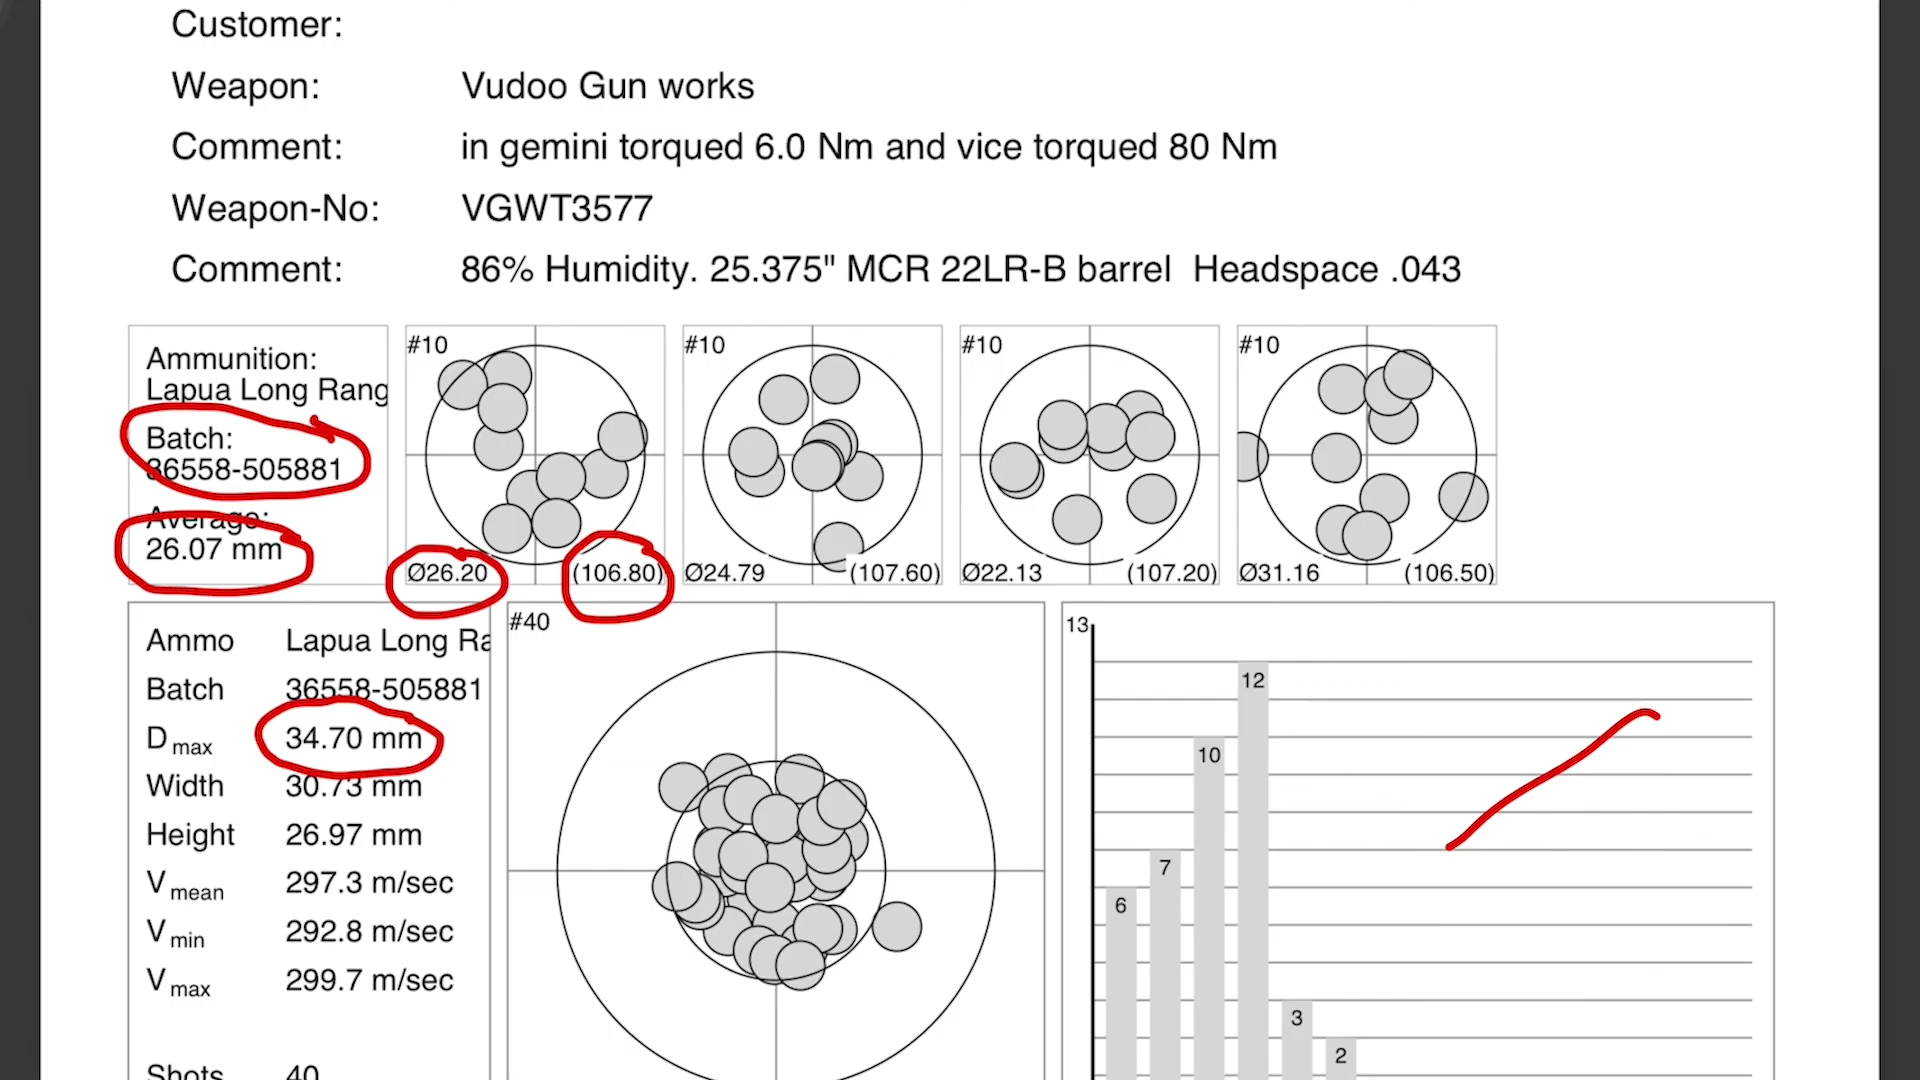 Customer:
Weapon: Vudoo Gun works
Comment: in gemini torqued 6.0 Nm and vice torqued 80 Nm
Weapon-No: VGWT3577
Comment: 86% Humidity. 25.375" MCR 22LR-B barrel Headspace .043
Ammunition:
Lapua Long Rang
Batch:
36558-505881
Average:
26.07 mm
#10
Ø26.20 (106.80)
#10
Ø24.79 (107.60)
#10
Ø22.13 (107.20)
#10
Ø31.16 (106.50)
Ammo Lapua Long Ra
Batch 36558-505881
D max 34.70 mm
Width 30.73 mm
Height 26.97 mm
V mean 297.3 m/sec
V min 292.8 m/sec
V max 299.7 m/sec
Shots 40
#40
13
12
10
7
6
3
2